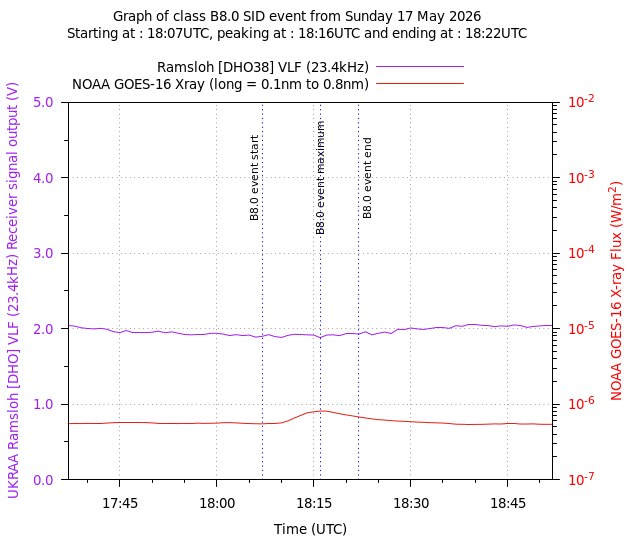 Graph of class B8.0 SID event from Sunday 17 May 2026
Starting at : 18:07UTC, peaking at : 18:16UTC and ending at : 18:22UTC
Ramsloh [DHO38] VLF (23.4kHz)
NOAA GOES-16 Xray (long = 0.1nm to 0.8nm)
UKRAA Ramsloh [DHO] VLF (23.4kHz) Receiver signal output (V)
5.0
4.0
3.0
2.0
1.0
0.0
B8.0 event start
B8.0 event maximum
B8.0 event end
10^-2
10^-3
10^-4
10^-5
10^-6
10^-7
NOAA GOES-16 X-ray Flux (W/m²)
17:45 18:00 18:15 18:30 18:45
Time (UTC)